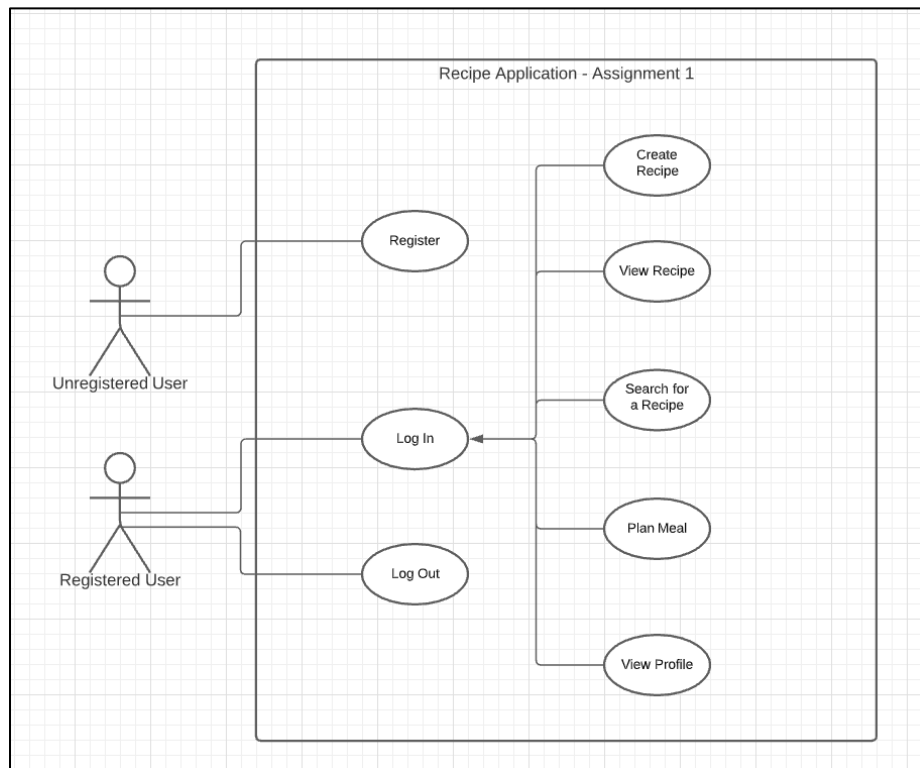 Recipe Application - Assignment 1
Create
Recipe
Register
View Recipe
Unregistered User
Search for
a Recipe
Log In
Plan Meal
Log Out
Registered User
View Profile